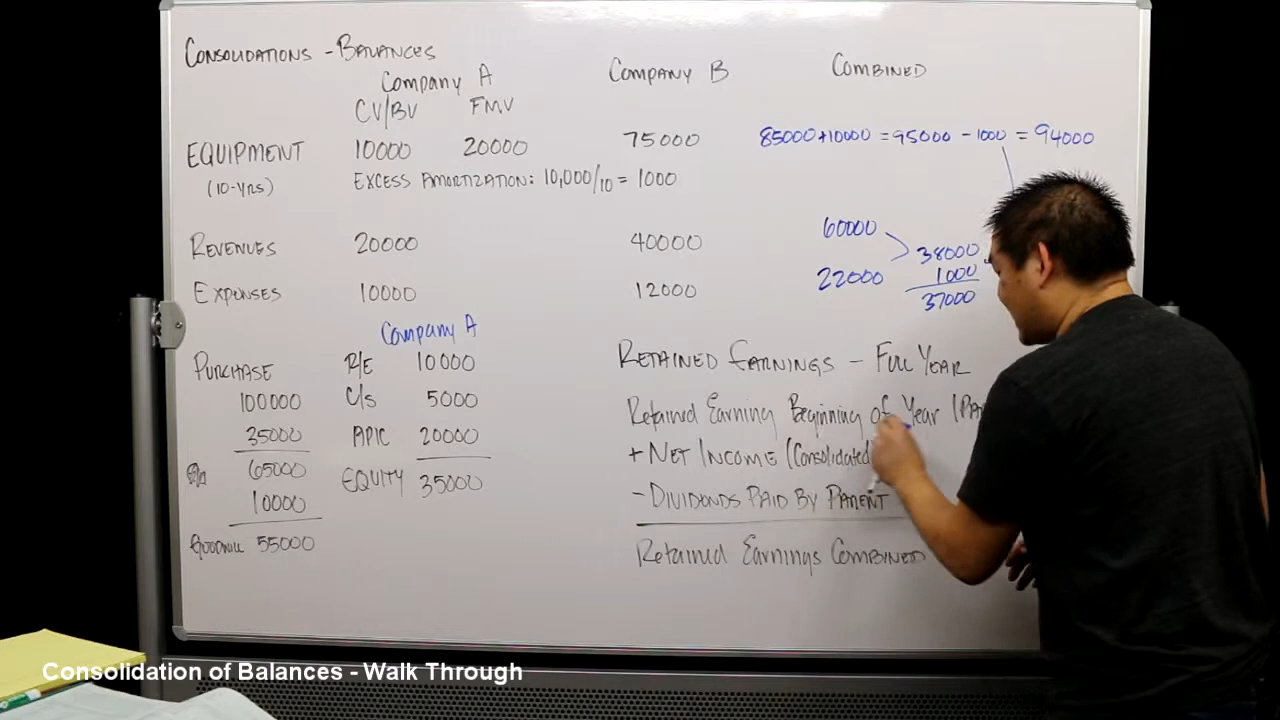 CONSOLIDATIONS - BALANCES
Company A
COMPANY B
COMBINED
CV/BV FMV
EQUIPMENT 10000 20000 75000 85000+10000 = 95000 - 1000 = 94000
(10-YRS) EXCESS AMORTIZATION: 10,000/10 = 1000
REVENUES 20000 40000 60000
38000
EXPENSES 10000 12000 22000 1000
37000
Company A
PURCHASE R/E 10000
100000 C/S 5000
35000 APIC 20000
65000 EQUITY 35000
10000
Goodwill 55000
RETAINED EARNINGS - FULL YEAR
Retained Earning Beginning of Year
+ NET INCOME (Consolidated)
- DIVIDENDS PAID BY PARENT
Retained Earnings COMBINED
Consolidation of Balances - Walk Through